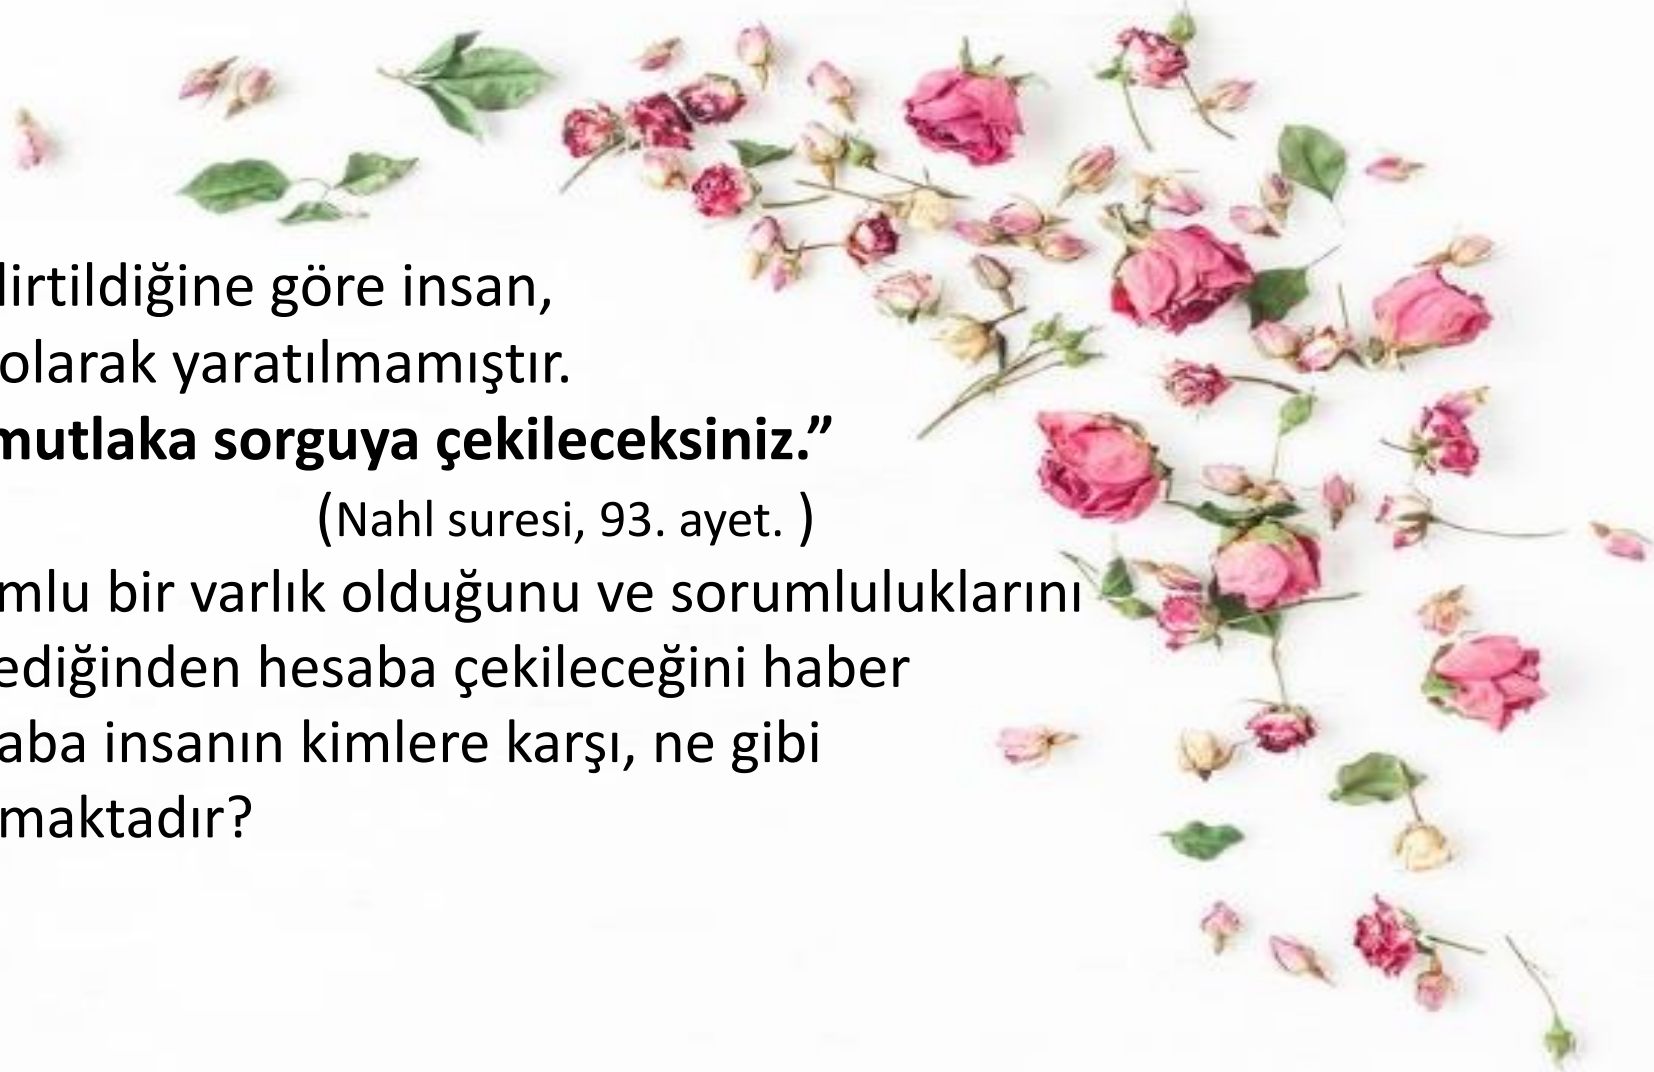 lirtildiğine göre insan,
olarak yaratılmamıştır.
mutlaka sorguya çekileceksiniz.”
(Nahl suresi, 93. ayet. )
mlu bir varlık olduğunu ve sorumluluklarını
ediğinden hesaba çekileceğini haber
aba insanın kimlere karşı, ne gibi
maktadır?